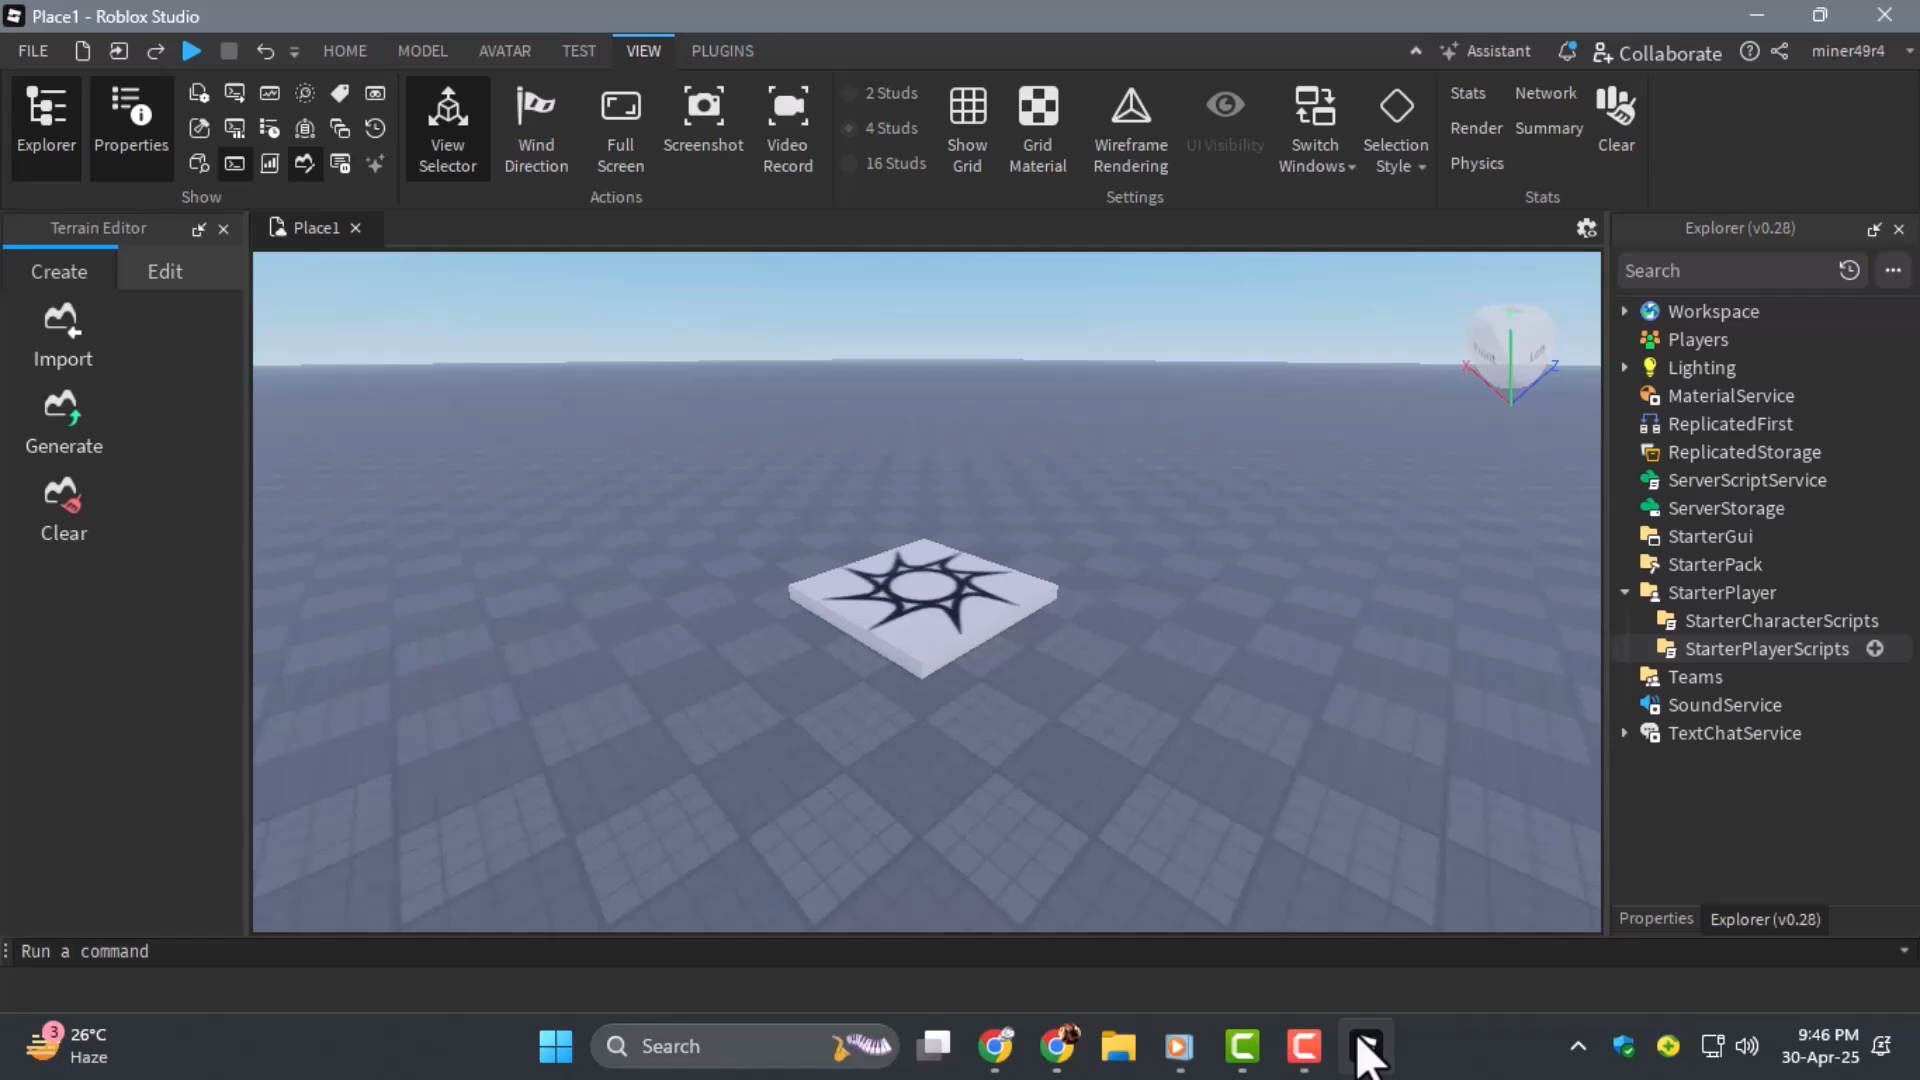 Place1 - Roblox Studio
FILE HOME MODEL AVATAR TEST VIEW PLUGINS Assistant Collaborate miner49r4
Explorer
Properties
Show
View Selector
Wind Direction
Full Screen
Screenshot
Video Record
Actions
2 Studs
4 Studs
16 Studs
Show Grid
Grid Material
Wireframe Rendering
UI Visibility
Switch Windows
Selection Style
Settings
Stats Network
Render Summary
Physics
Clear
Stats
Terrain Editor
Create Edit
Import
Generate
Clear
Place1
Front Left
X Z
Explorer (v0.28)
Search
Workspace
Players
Lighting
MaterialService
ReplicatedFirst
ReplicatedStorage
ServerScriptService
ServerStorage
StarterGui
StarterPack
StarterPlayer
StarterCharacterScripts
StarterPlayerScripts
Teams
SoundService
TextChatService
Properties Explorer (v0.28)
Run a command
3
26°C
Haze
Search
9:46 PM
30-Apr-25